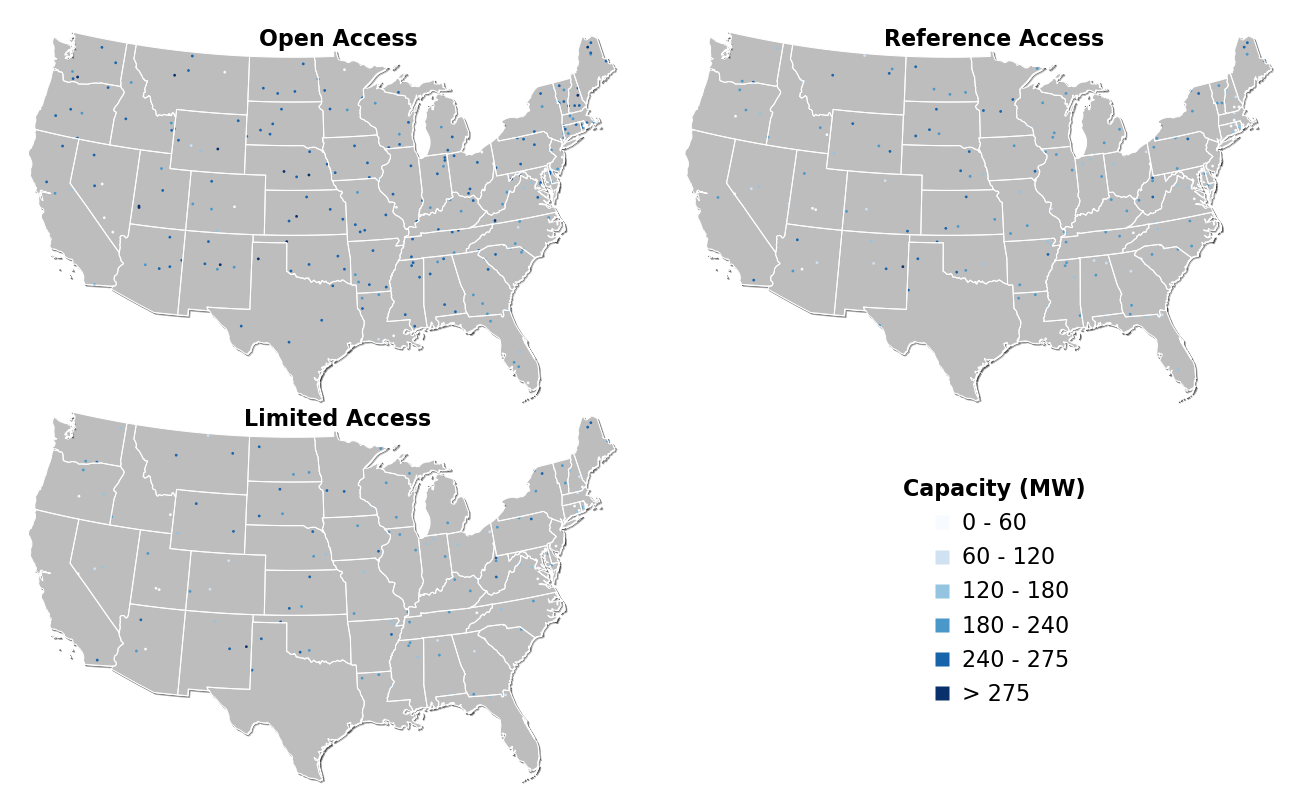 Open Access
Reference Access
Limited Access
Capacity (MW)
0 - 60
60 - 120
120 - 180
180 - 240
240 - 275
> 275